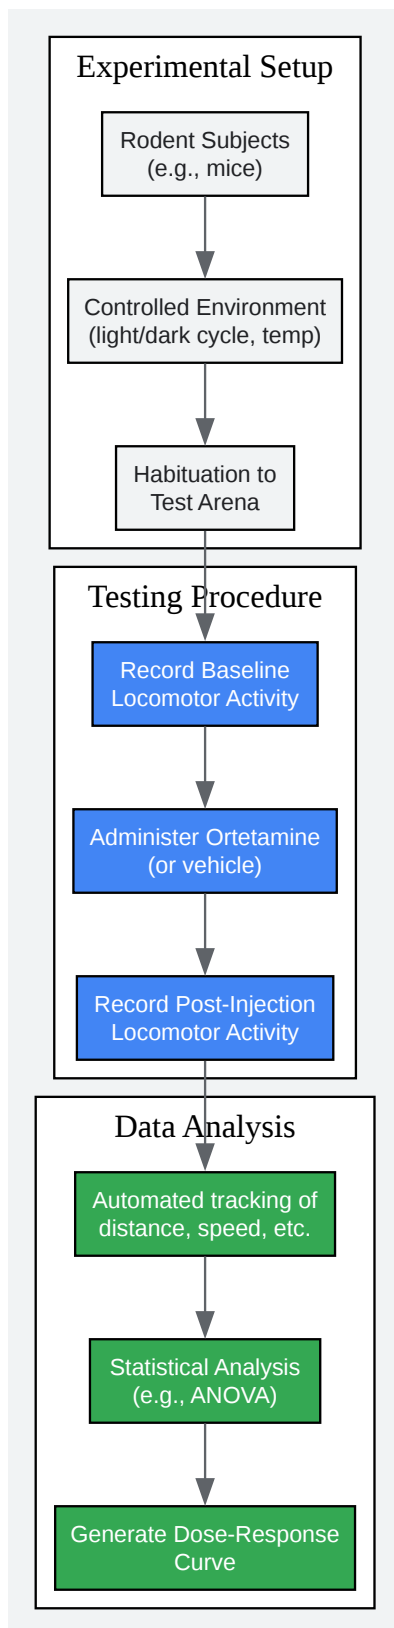 Experimental Setup
Rodent Subjects
(e.g., mice)
Controlled Environment
(light/dark cycle, temp)
Habituation to
Test Arena
Testing Procedure
Record Baseline
Locomotor Activity
Administer Ortetamine
(or vehicle)
Record Post-Injection
Locomotor Activity
Data Analysis
Automated tracking of
distance, speed, etc.
Statistical Analysis
(e.g., ANOVA)
Generate Dose-Response
Curve